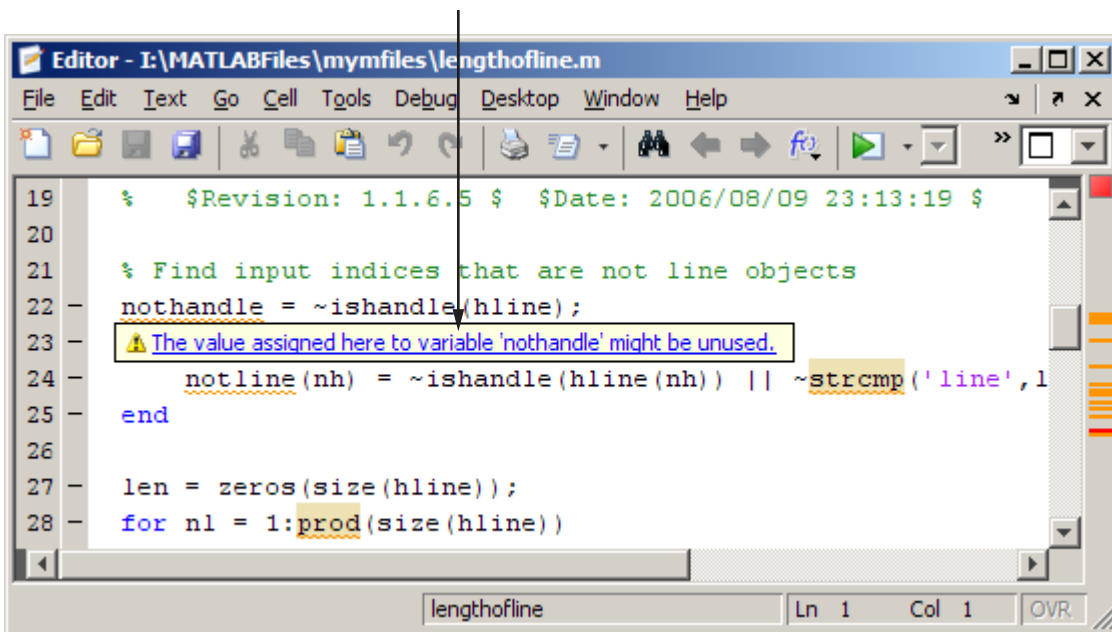 Editor - I:\MATLABFiles\mymfiles\lengthofline.m
File Edit Text Go Cell Tools Debug Desktop Window Help
19 % $Revision: 1.1.6.5 $ $Date: 2006/08/09 23:13:19 $
20
21 % Find input indices that are not line objects
22 - nothandle = ~ishandle(hline);
23 - The value assigned here to variable 'nothandle' might be unused.
24 - notline(nh) = ~ishandle(hline(nh)) || ~strcmp('line',l
25 - end
26
27 - len = zeros(size(hline));
28 - for nl = 1:prod(size(hline))
lengthofline Ln 1 Col 1 OVR